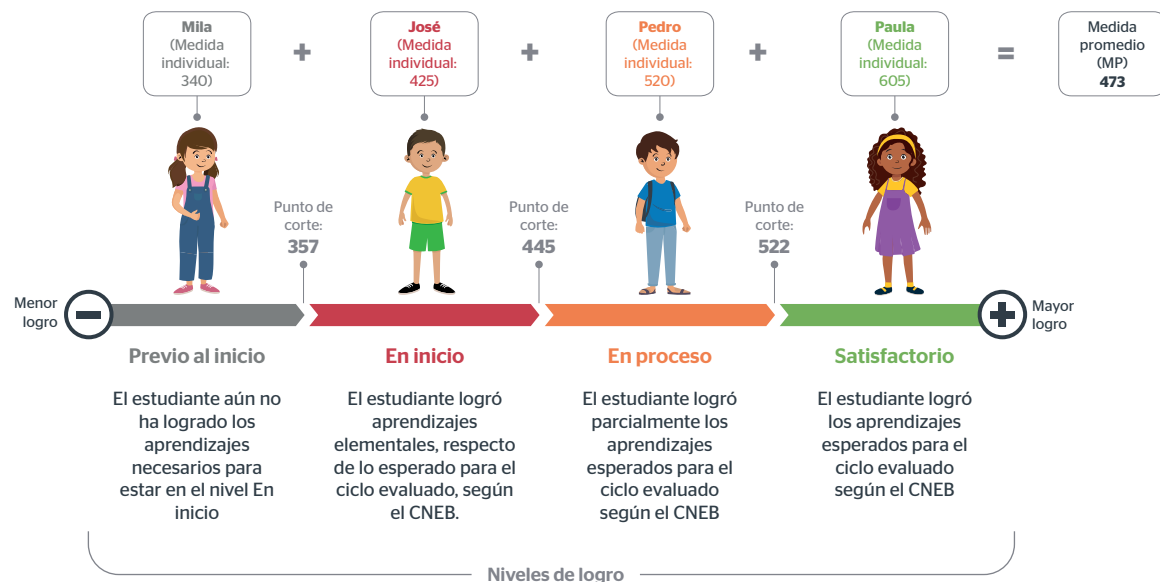 Mila
(Medida
individual:
340)
+
José
(Medida
individual:
425)
+
Pedro
(Medida
individual:
520)
+
Paula
(Medida
individual:
605)
=
Medida
promedio
(MP)
473
Punto de
corte:
357
Punto de
corte:
445
Punto de
corte:
522
Menor
logro
Mayor
logro
Previo al inicio
El estudiante aún no
ha logrado los
aprendizajes
necesarios para
estar en el nivel En
inicio
En inicio
El estudiante logró
aprendizajes
elementales, respecto
de lo esperado para el
ciclo evaluado, según
el CNEB.
En proceso
El estudiante logró
parcialmente los
aprendizajes
esperados para el
ciclo evaluado
según el CNEB
Satisfactorio
El estudiante logró
los aprendizajes
esperados para el
ciclo evaluado
según el CNEB
Niveles de logro